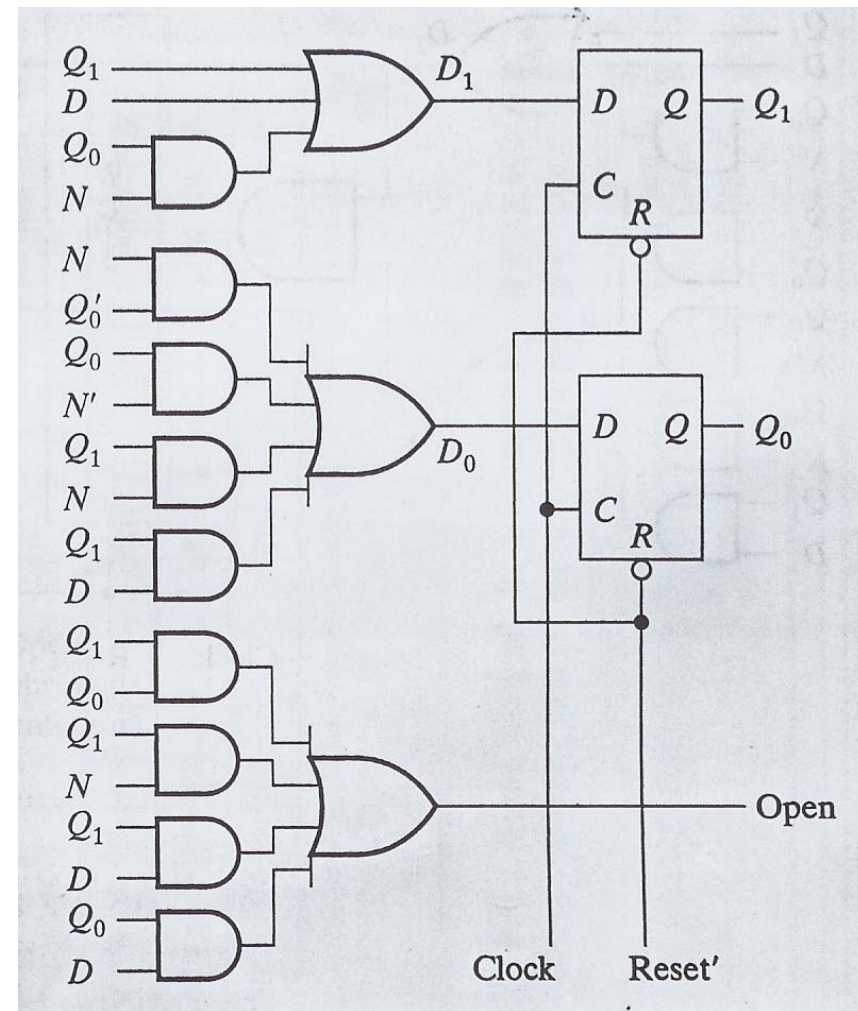 Q₁
D
Q₀
N
D₁
D Q Q₁
C
R
N
Q₀′
Q₀
N′
Q₁
N
Q₁
D
D₀
D Q Q₀
C
R
Q₁
Q₀
Q₁
N
Q₁
D
Q₀
D
Open
Clock Reset′